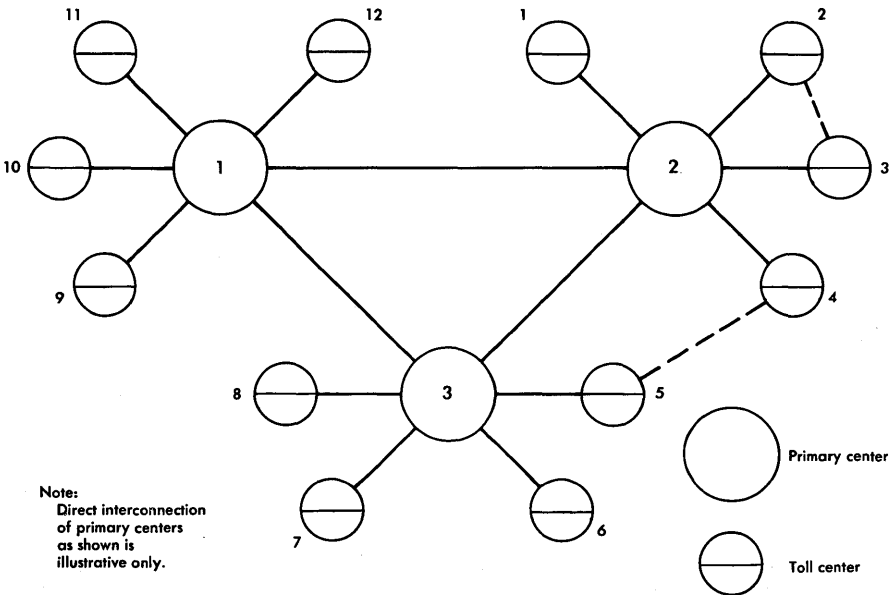 11
12
1
2
10
1
2
3
9
4
8
3
5
7
6
Primary center
Note:
Direct interconnection
of primary centers
as shown is
illustrative only.
Toll center